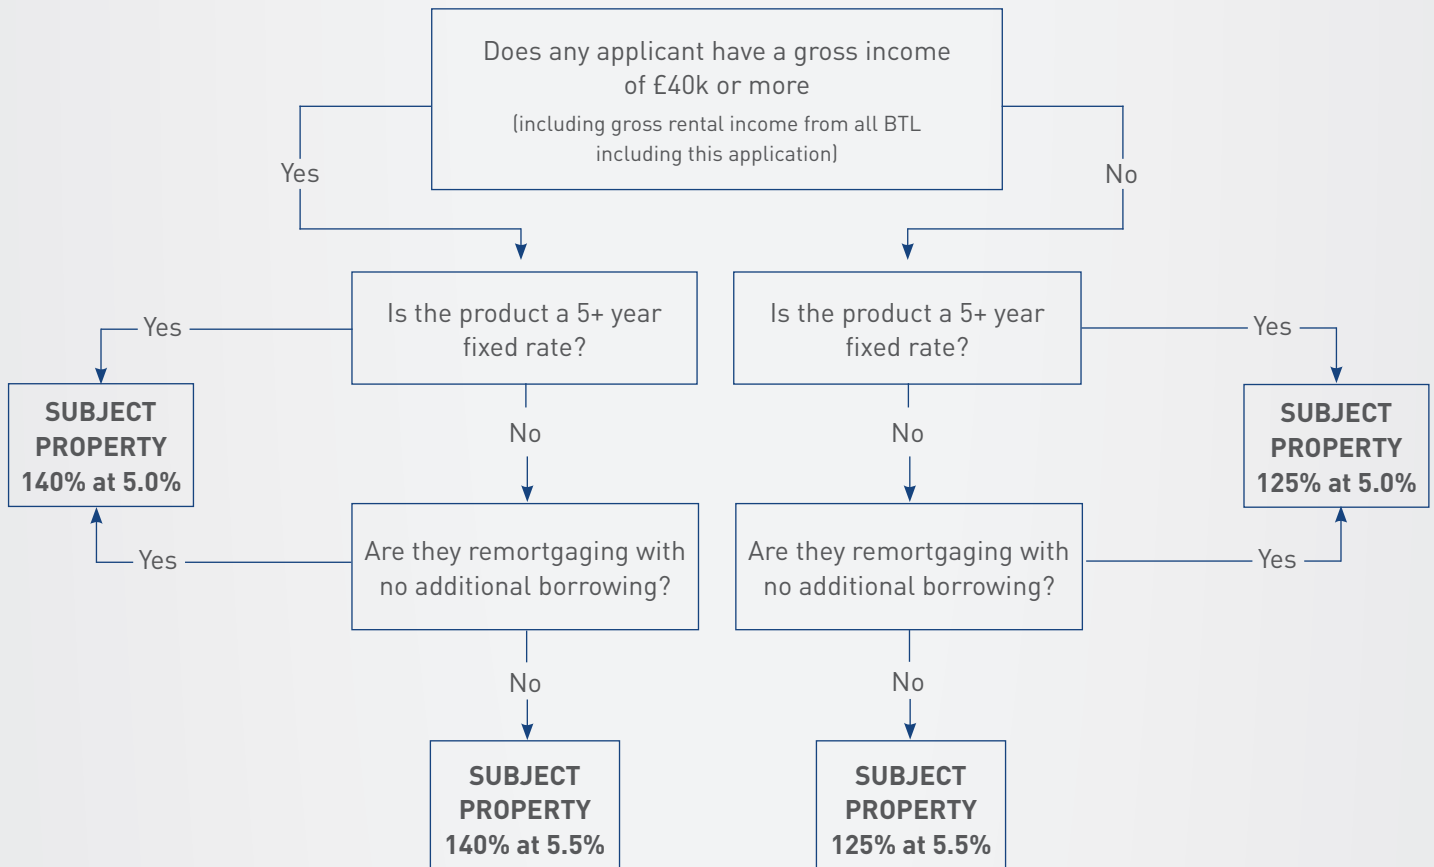 Does any applicant have a gross income
of £40k or more
(including gross rental income from all BTL
including this application)
Yes
No
Is the product a 5+ year
fixed rate?
Is the product a 5+ year
fixed rate?
Yes
Yes
SUBJECT
PROPERTY
140% at 5.0%
SUBJECT
PROPERTY
125% at 5.0%
No
No
Are they remortgaging with
no additional borrowing?
Are they remortgaging with
no additional borrowing?
Yes
Yes
No
No
SUBJECT
PROPERTY
140% at 5.5%
SUBJECT
PROPERTY
125% at 5.5%